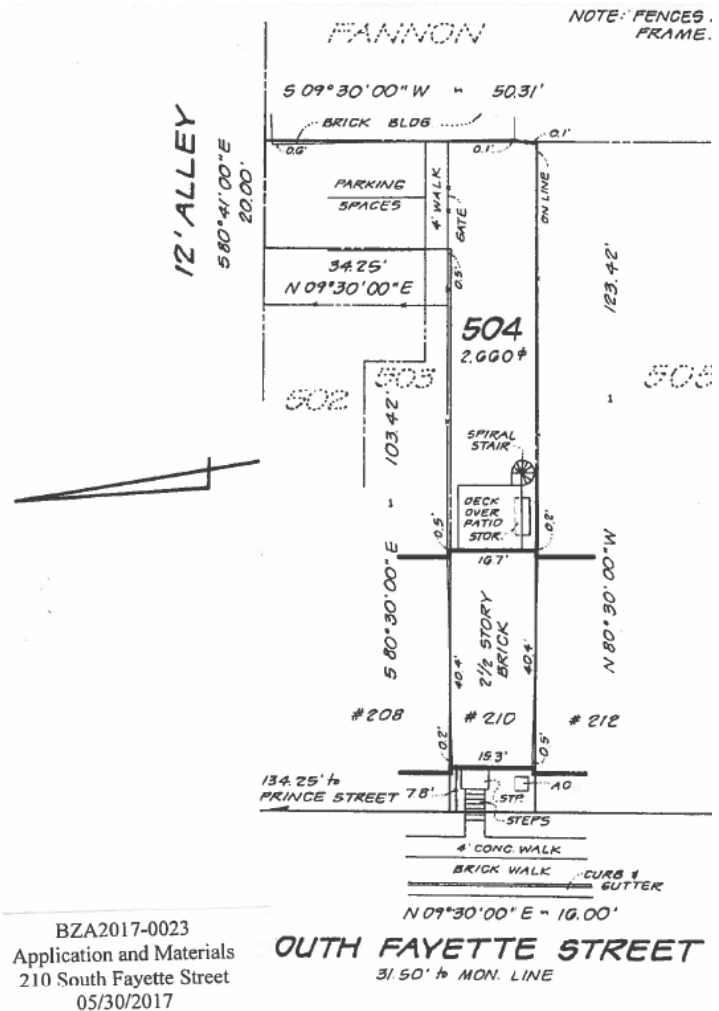 NOTE: FENCES
FRAME.
FANNON
S 09°30'00" W ~ 50.31'
BRICK BLDG
0.6'
0.1'
0.1'
12' ALLEY
S 80°41'00" E
20.00'
PARKING
SPACES
4' WALK
GATE
ON LINE
34.25'
N 09°30'00" E
0.5'
123.42'
504
2,660
502
503
505
103.42'
SPIRAL
STAIR
DECK
OVER
PATIO
STOR.
0.5'
0.2'
16.7'
S 80°30'00" E
N 80°30'00" W
2 1/2 STORY
BRICK
40.4'
40.4'
#208
#210
#212
0.2'
15.3'
0.5'
134.25' to
PRINCE STREET
7.8'
STP.
AC
STEPS
4' CONC. WALK
BRICK WALK
CURB &
GUTTER
N 09°30'00" E ~ 16.00'
OUTH FAYETTE STREET
31.50' to MON. LINE
BZA2017-0023
Application and Materials
210 South Fayette Street
05/30/2017